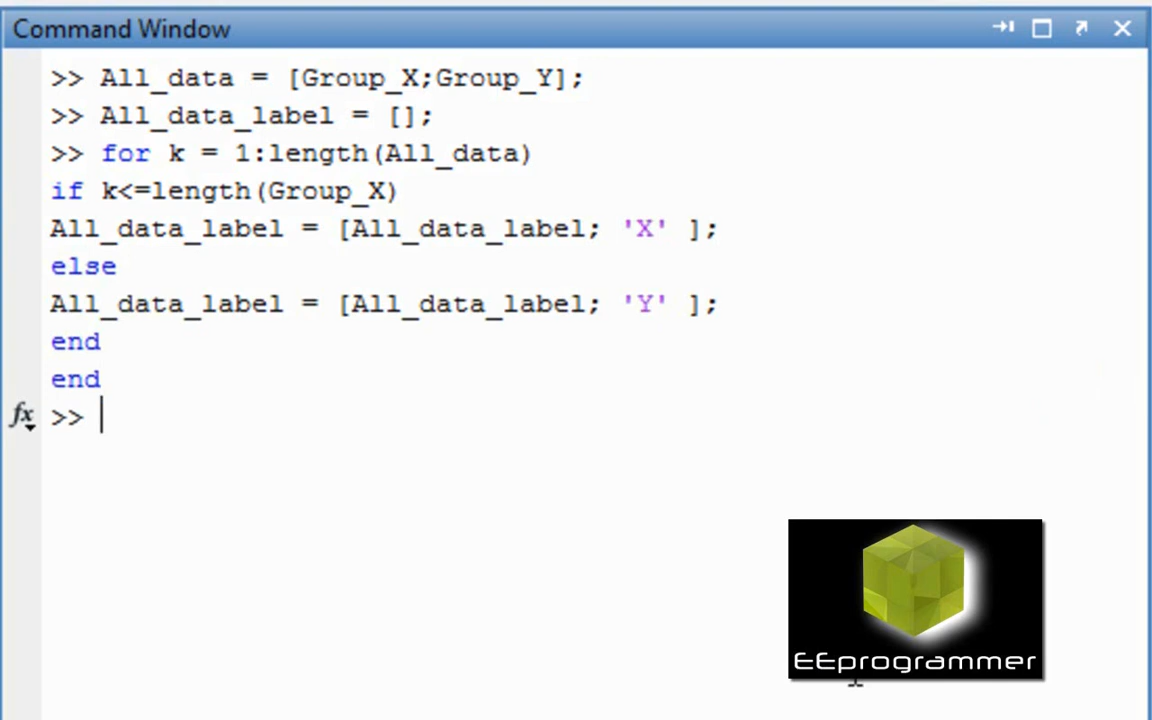 Command Window
>> All_data = [Group_X;Group_Y];
>> All_data_label = [];
>> for k = 1:length(All_data)
if k<=length(Group_X)
All_data_label = [All_data_label; 'X' ];
else
All_data_label = [All_data_label; 'Y' ];
end
end
fx >>
EEprogrammer